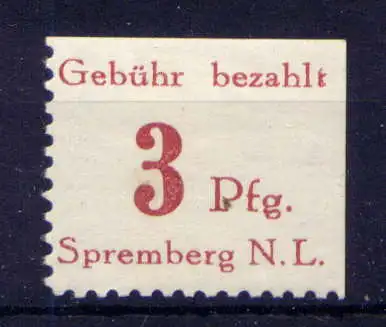 Gebühr bezahlt
3 Pfg.
Spremberg N.L.